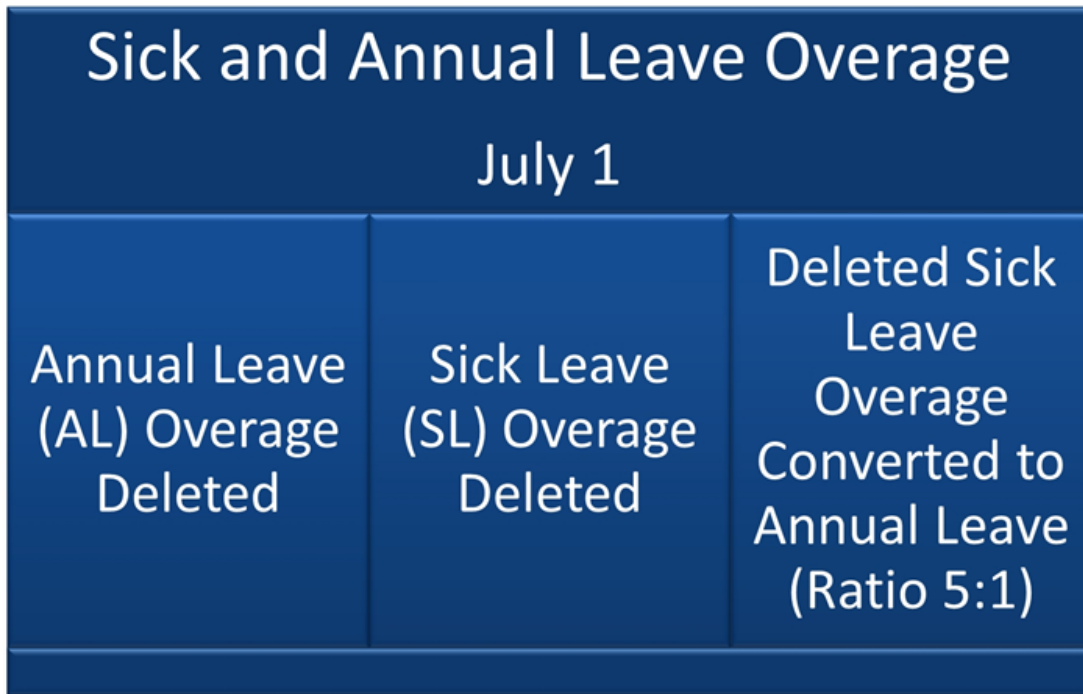 Sick and Annual Leave Overage
July 1
Annual Leave
(AL) Overage
Deleted
Sick Leave
(SL) Overage
Deleted
Deleted Sick
Leave
Overage
Converted to
Annual Leave
(Ratio 5:1)